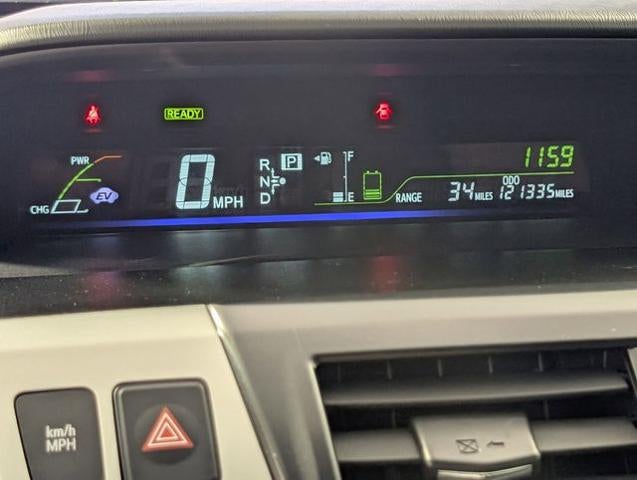 READY
1159
PWR
EV
CHG
0 MPH
R
N
D
P
F
E
RANGE 34 MILES
ODO
121335 MILES
km/h
MPH